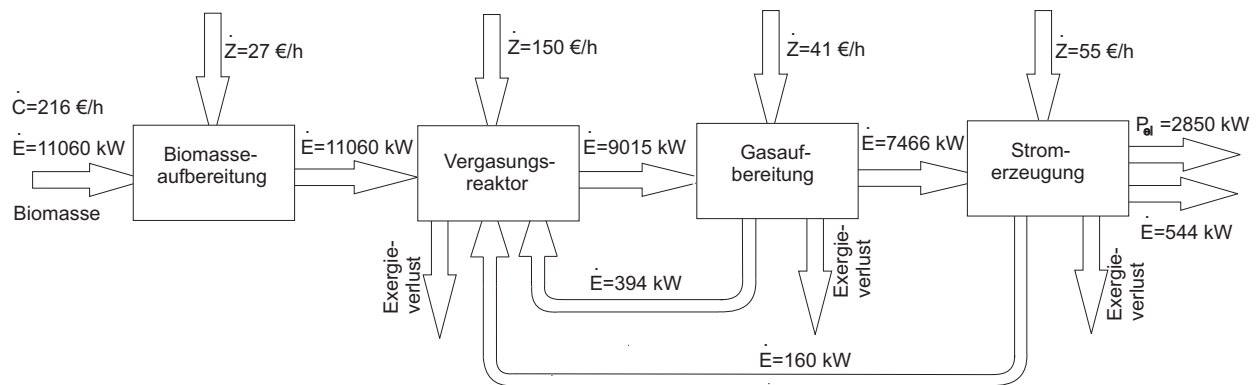 Ż=27 €/h
Ż=150 €/h
Ż=41 €/h
Ż=55 €/h
Ċ=216 €/h
Ė=11060 kW
Biomasse
Biomasse-
aufbereitung
Ė=11060 kW
Vergasungs-
reaktor
Ė=9015 kW
Gasauf-
bereitung
Ė=7466 kW
Strom-
erzeugung
Pel =2850 kW
Ė=544 kW
Exergie-
verlust
Ė=394 kW
Exergie-
verlust
Exergie-
verlust
Ė=160 kW